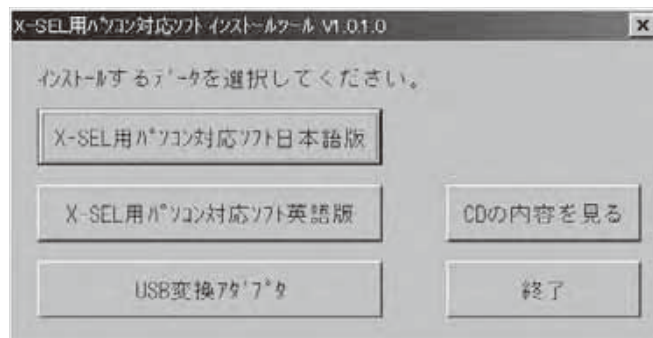 X-SEL用ﾊﾟｿｺﾝ対応ｿﾌﾄ ｲﾝｽﾄｰﾙﾂｰﾙ V1.0.1.0
ｲﾝｽﾄｰﾙするﾃﾞｰﾀを選択してください。
X-SEL用ﾊﾟｿｺﾝ対応ｿﾌﾄ日本語版
X-SEL用ﾊﾟｿｺﾝ対応ｿﾌﾄ英語版
CDの内容を見る
USB変換ｱﾀﾞﾌﾟﾀ
終了